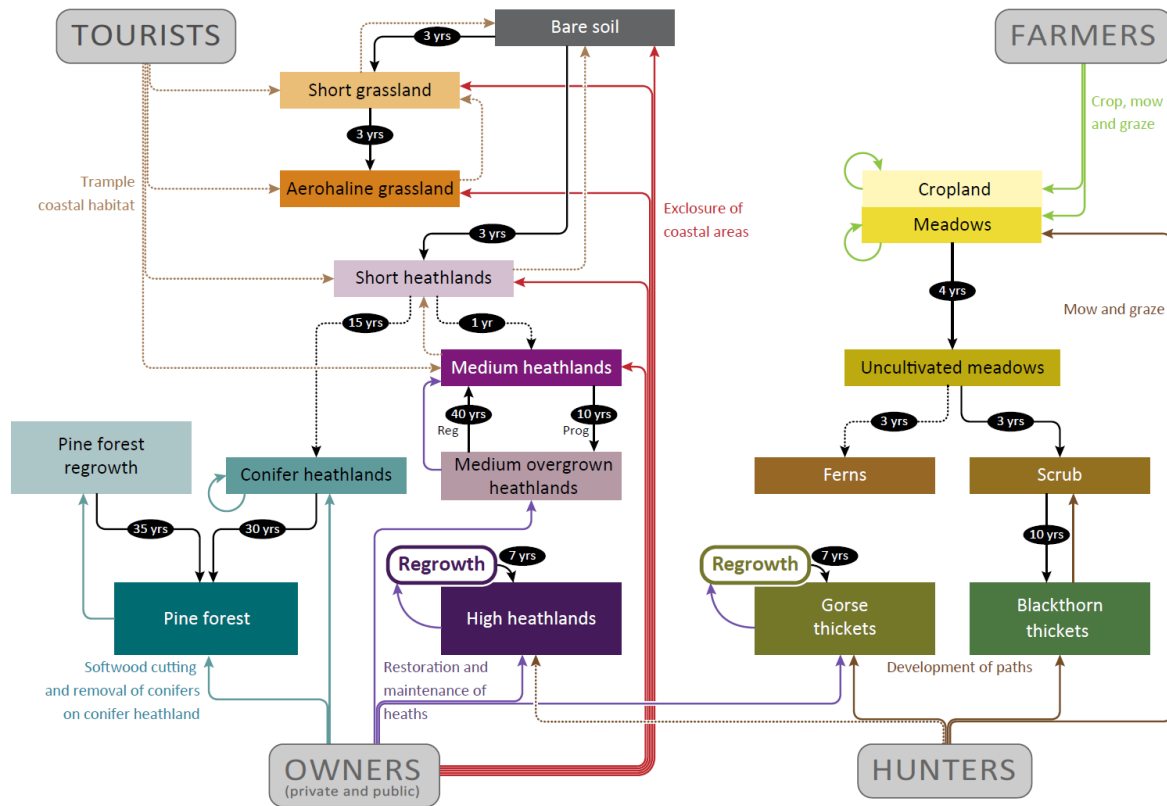 TOURISTS
Bare soil
FARMERS
3 yrs
Short grassland
Crop, mow
and graze
3 yrs
Trample
coastal habitat
Aerohaline grassland
Cropland
Exclosure of
coastal areas
Meadows
3 yrs
Short heathlands
4 yrs
Mow and graze
15 yrs
1 yr
Medium heathlands
Uncultivated meadows
40 yrs
10 yrs
Reg
Prog
3 yrs
3 yrs
Pine forest
regrowth
Conifer heathlands
Medium overgrown
heathlands
Ferns
Scrub
35 yrs
30 yrs
10 yrs
Regrowth
7 yrs
Regrowth
7 yrs
Pine forest
High heathlands
Gorse
thickets
Blackthorn
thickets
Softwood cutting
and removal of conifers
on conifer heathland
Restoration and
maintenance of
heaths
Development of paths
OWNERS
(private and public)
HUNTERS